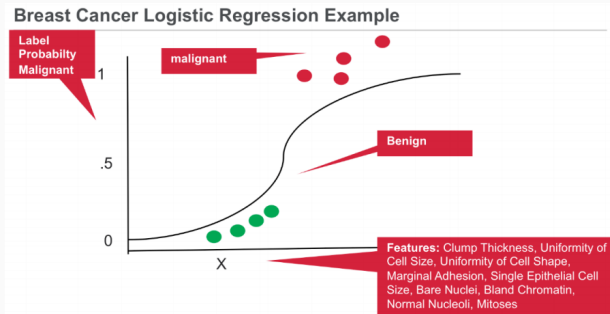 Breast Cancer Logistic Regression Example
Label
Probabilty
Malignant
malignant
1
Benign
.5
0
X
Features: Clump Thickness, Uniformity of
Cell Size, Uniformity of Cell Shape,
Marginal Adhesion, Single Epithelial Cell
Size, Bare Nuclei, Bland Chromatin,
Normal Nucleoli, Mitoses